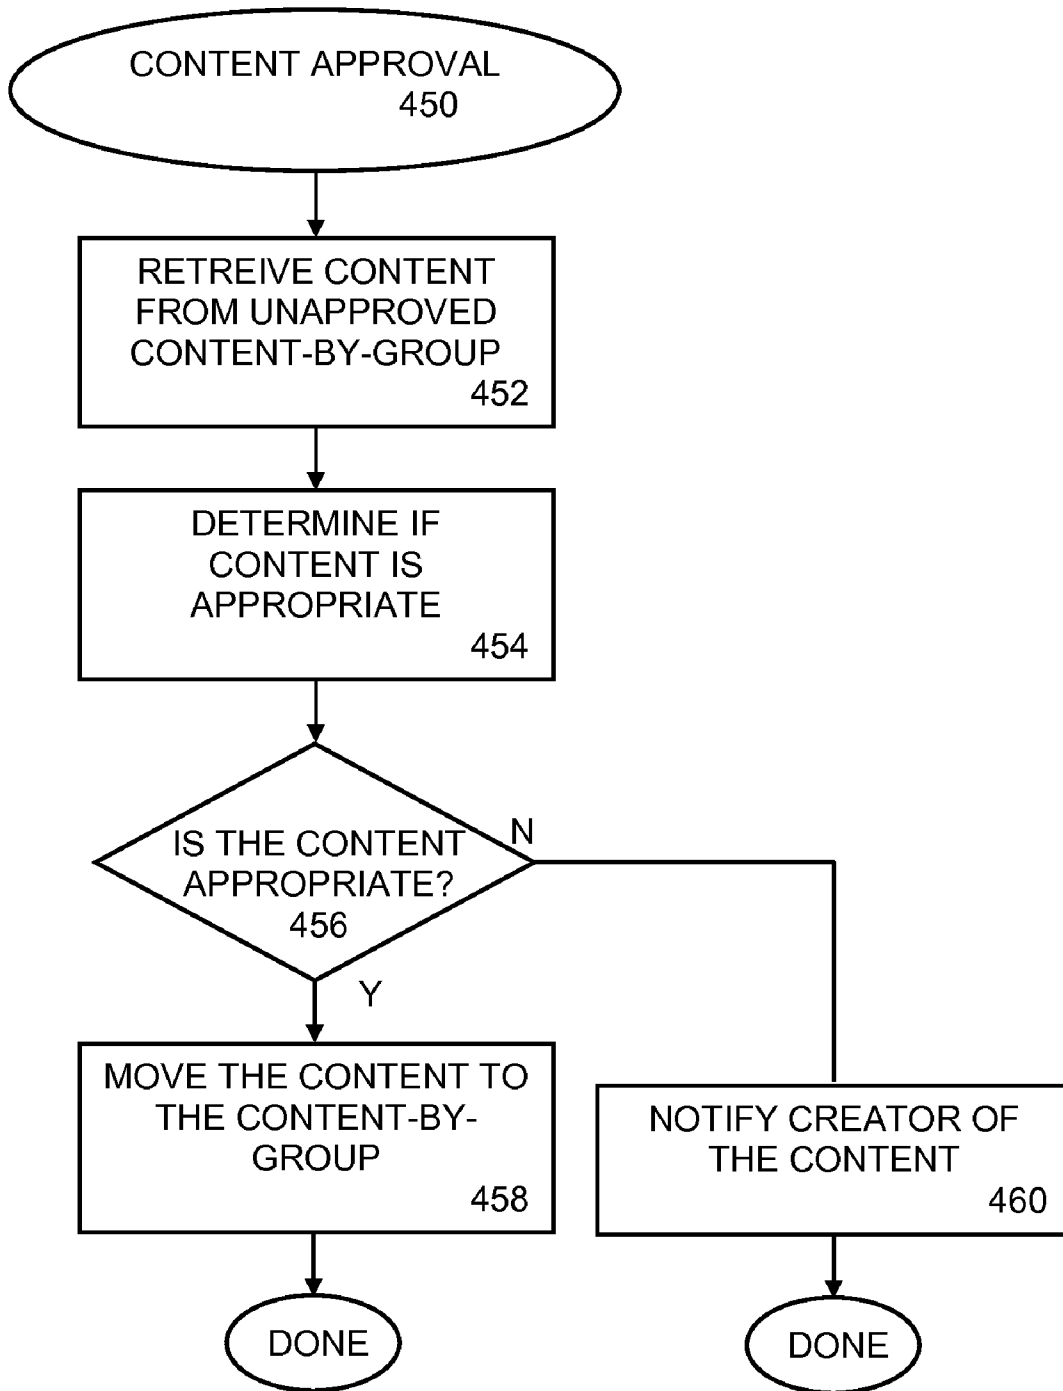 CONTENT APPROVAL
450
RETREIVE CONTENT
FROM UNAPPROVED
CONTENT-BY-GROUP
452
DETERMINE IF
CONTENT IS
APPROPRIATE
454
IS THE CONTENT
APPROPRIATE?
456
N
Y
MOVE THE CONTENT TO
THE CONTENT-BY-
GROUP
458
NOTIFY CREATOR OF
THE CONTENT
460
DONE
DONE